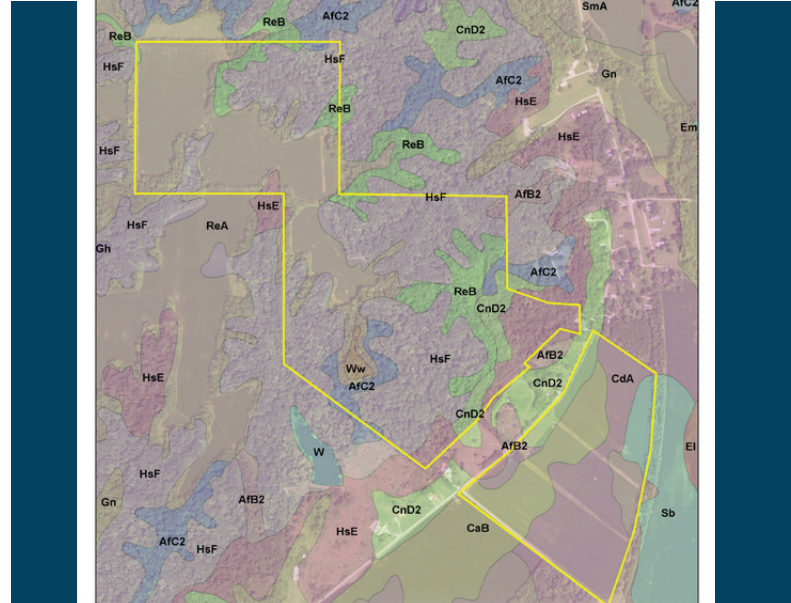 SmA
AfC2
ReB
AfC2
ReB
CnD2
HsF
HsF
Gn
AfC2
HsE
ReB
Em
HsE
ReB
HsF
HsF
AfB2
HsE
HsF
ReA
Gh
AfC2
ReB
CnD2
HsF
AfB2
Ww
HsE
AfC2
CnD2
CdA
CnD2
AfB2
El
W
HsF
AfB2
Gn
CnD2
Sb
CaB
HsE
AfC2
HsF